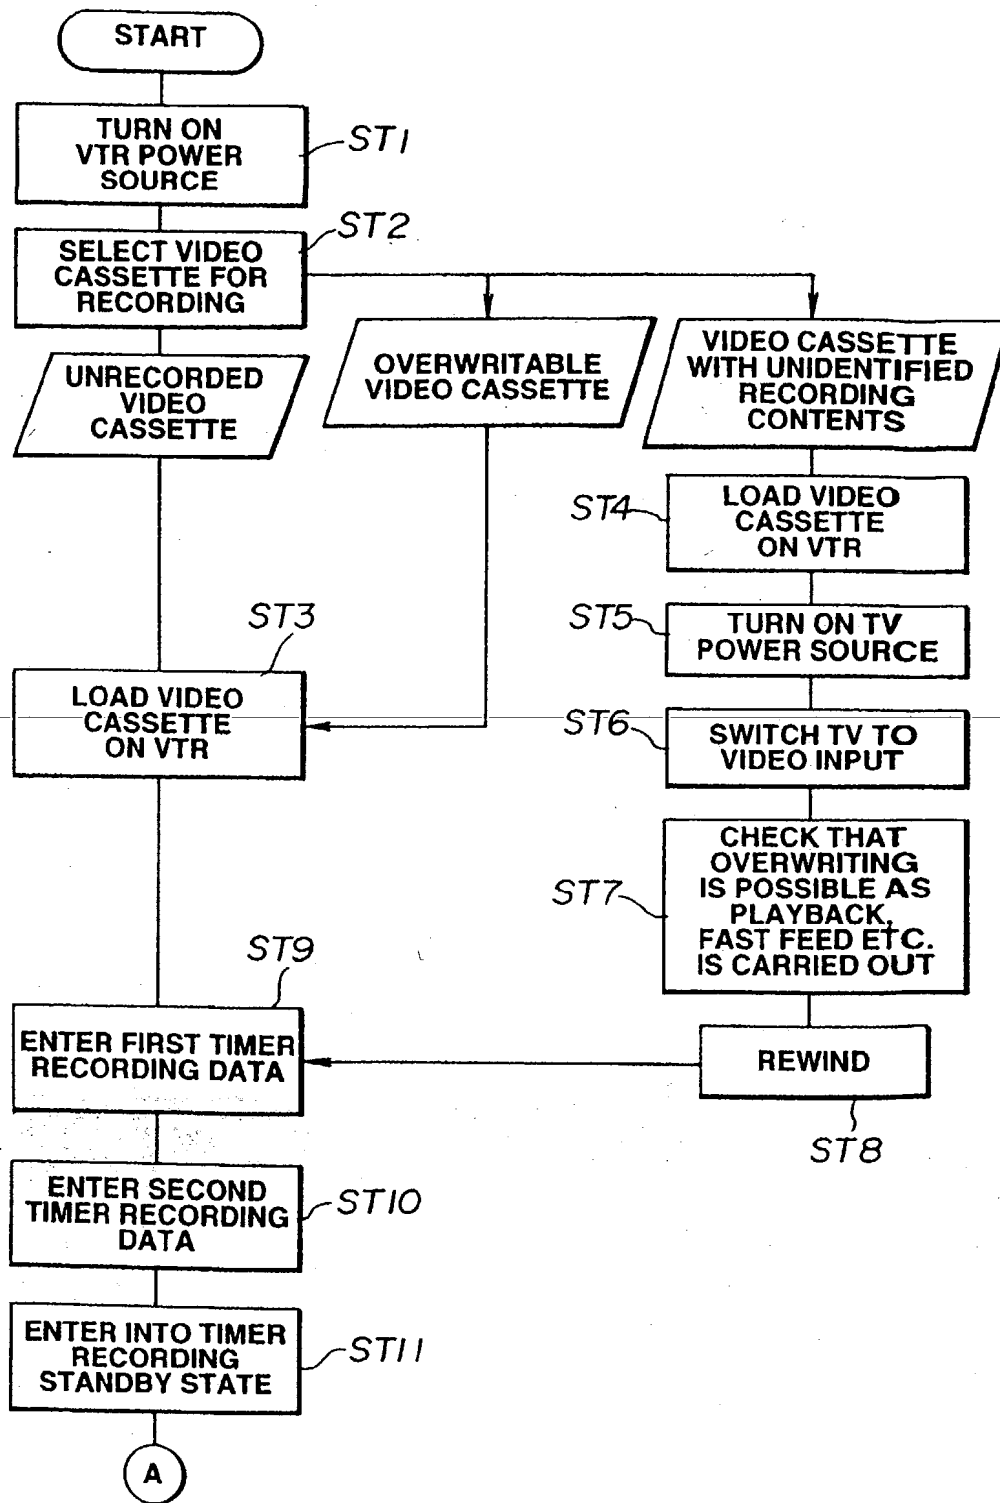 START
TURN ON
VTR POWER
SOURCE
ST1
SELECT VIDEO
CASSETTE FOR
RECORDING
ST2
UNRECORDED
VIDEO
CASSETTE
OVERWRITABLE
VIDEO CASSETTE
VIDEO CASSETTE
WITH UNIDENTIFIED
RECORDING
CONTENTS
ST4
LOAD VIDEO
CASSETTE
ON VTR
ST5
TURN ON TV
POWER SOURCE
ST3
LOAD VIDEO
CASSETTE
ON VTR
ST6
SWITCH TV TO
VIDEO INPUT
ST7
CHECK THAT
OVERWRITING
IS POSSIBLE AS
PLAYBACK,
FAST FEED ETC.
IS CARRIED OUT
ST9
ENTER FIRST TIMER
RECORDING DATA
REWIND
ST8
ENTER SECOND
TIMER RECORDING
DATA
ST10
ENTER INTO TIMER
RECORDING
STANDBY STATE
ST11
A